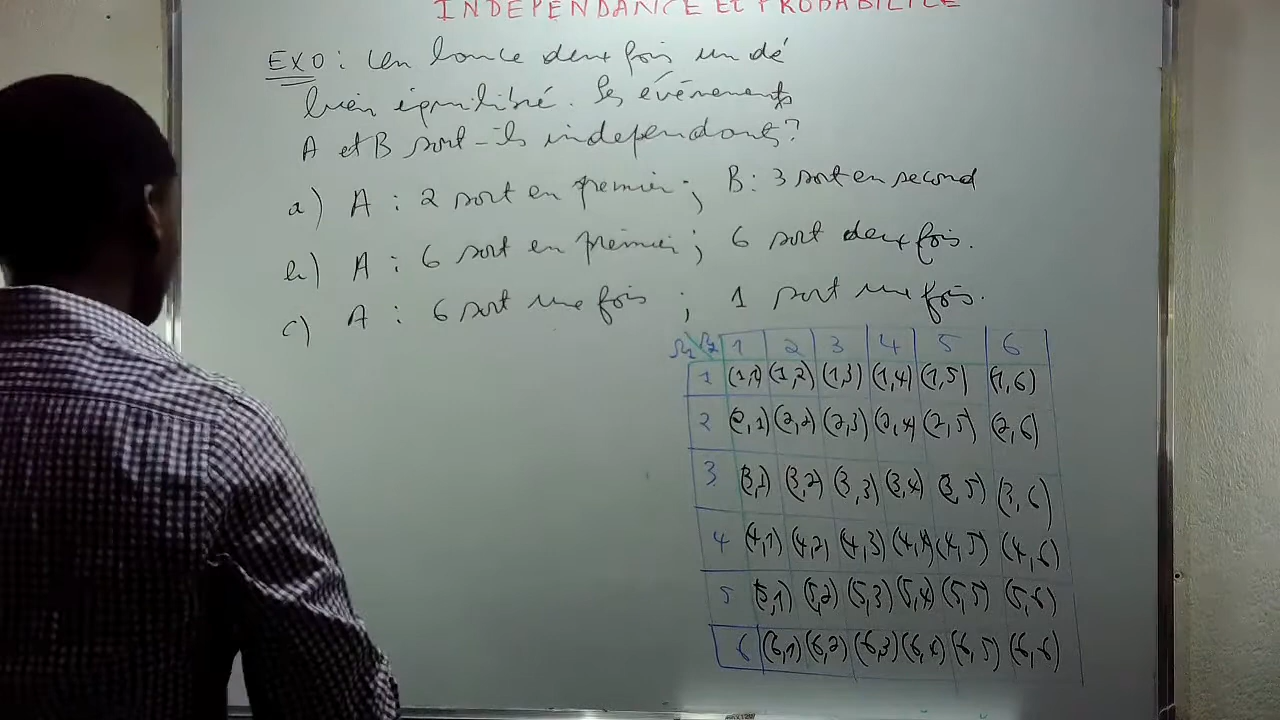 INDEPENDANCE Et PROBABILITE
EXO : Un lance deux fois un dé
bien équilibré. Les événements
A et B sont-ils independants?
a) A : 2 sort en premier ; B : 3 sort en second
b) A : 6 sort en premier ; 6 sort deux fois.
c) A : 6 sort une fois ; 1 sort une fois.
1 2 3 4 5 6
1 (1,1) (1,2) (1,3) (1,4) (1,5) (1,6)
2 (2,1) (2,2) (2,3) (2,4) (2,5) (2,6)
3 (3,1) (3,2) (3,3) (3,4) (3,5) (3,6)
4 (4,1) (4,2) (4,3) (4,4) (4,5) (4,6)
5 (5,1) (5,2) (5,3) (5,4) (5,5) (5,6)
6 (6,1) (6,2) (6,3) (6,4) (6,5) (6,6)